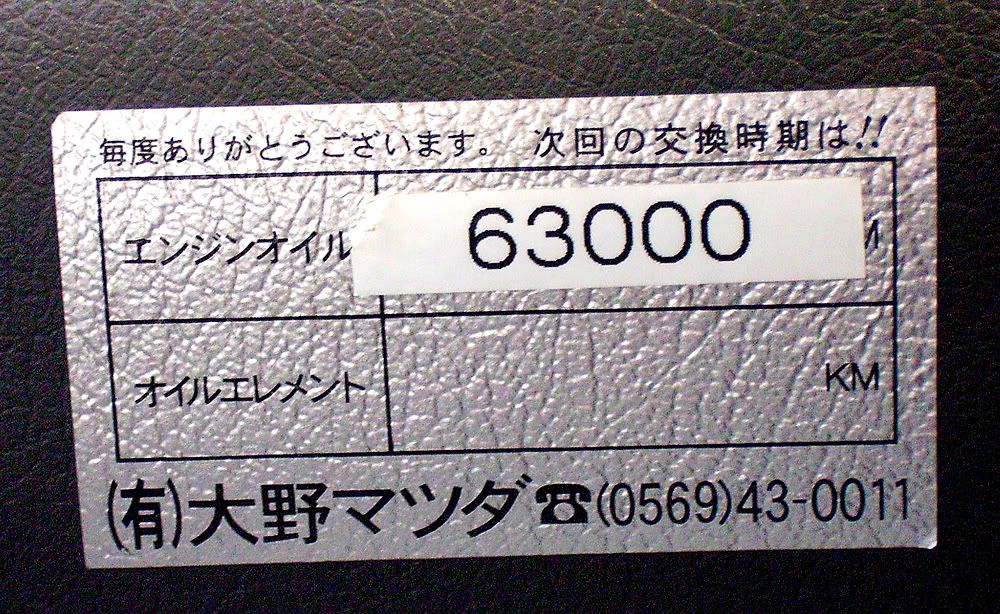 毎度ありがとうございます。 次回の交換時期は!!
エンジンオイル 63000 M
オイルエレメント KM
(有)大野マツダ☎(0569)43-0011